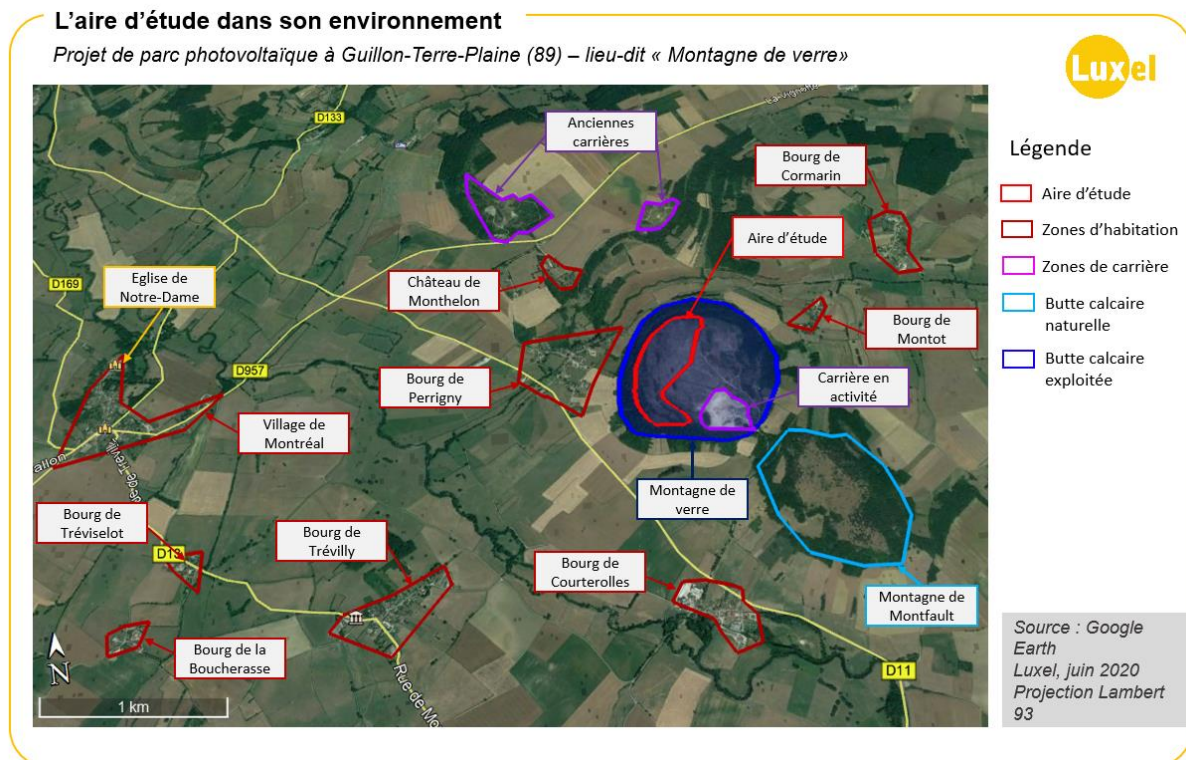 L'aire d'étude dans son environnement
Projet de parc photovoltaïque à Guillon-Terre-Plaine (89) – lieu-dit « Montagne de verre»
Luxel
D133
Anciennes
carrières
Bourg de
Cormarin
Aire d'étude
Eglise de
Notre-Dame
D169
Château de
Monthelon
Bourg de
Montot
D957
Bourg de
Perrigny
Carrière en
activité
Village de
Montréal
Montagne de
verre
Bourg de
Tréviselot
Bourg de
Trévilly
D13
Bourg de
Courterolles
Montagne de
Montfault
Bourg de la
Boucherasse
Rue-de-Mo
D11
N
1 km
Légende
Aire d'étude
Zones d'habitation
Zones de carrière
Butte calcaire
naturelle
Butte calcaire
exploitée
Source : Google
Earth
Luxel, juin 2020
Projection Lambert
93